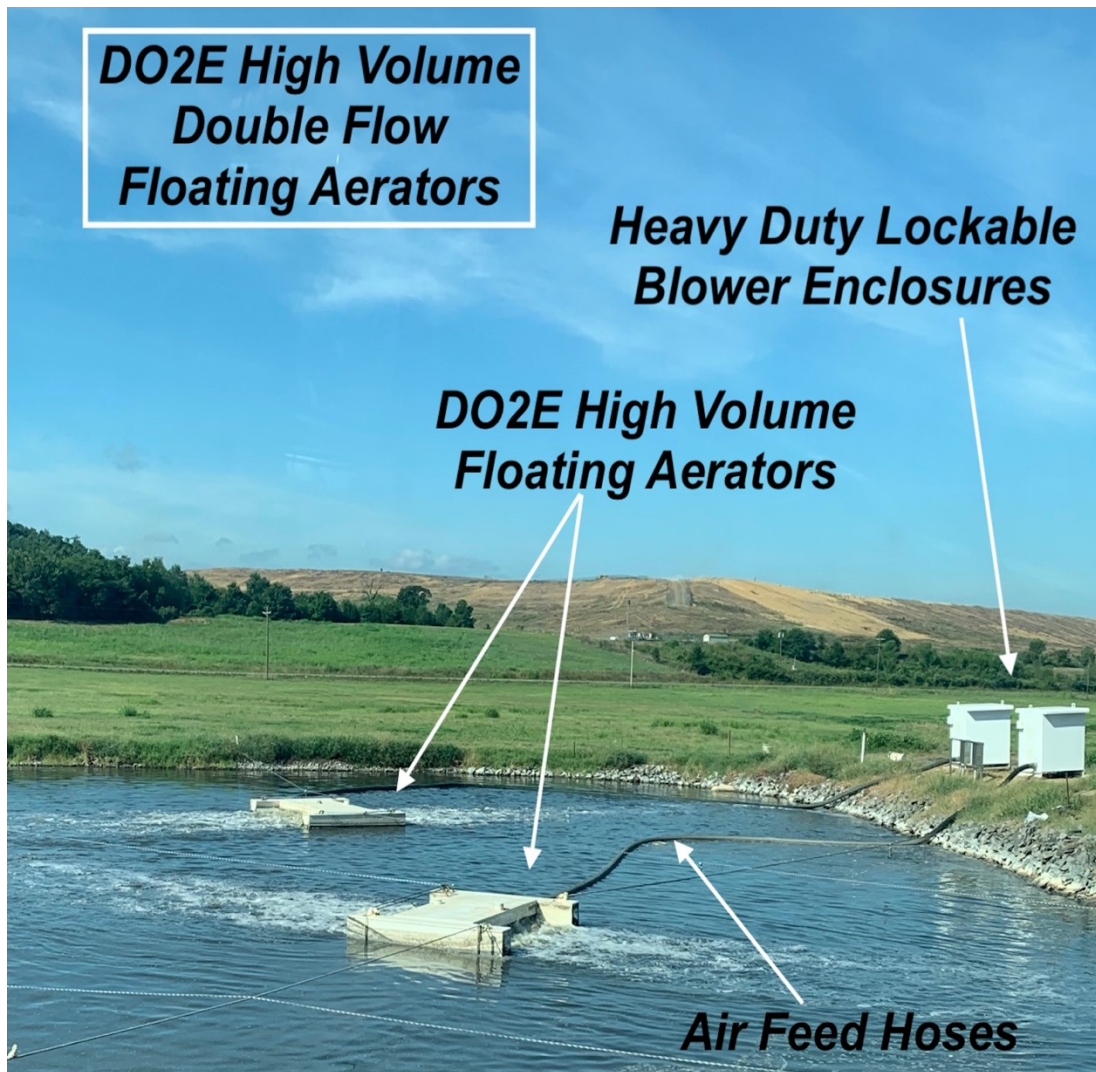 DO2E High Volume
Double Flow
Floating Aerators
Heavy Duty Lockable
Blower Enclosures
DO2E High Volume
Floating Aerators
Air Feed Hoses